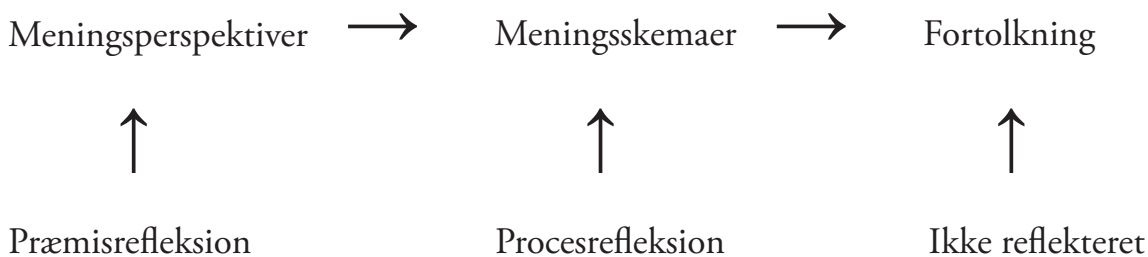 Meningsperspektiver → Meningsskemaer → Fortolkning
↑ ↑ ↑
Præmisrefleksion Procesrefleksion Ikke reflekteret